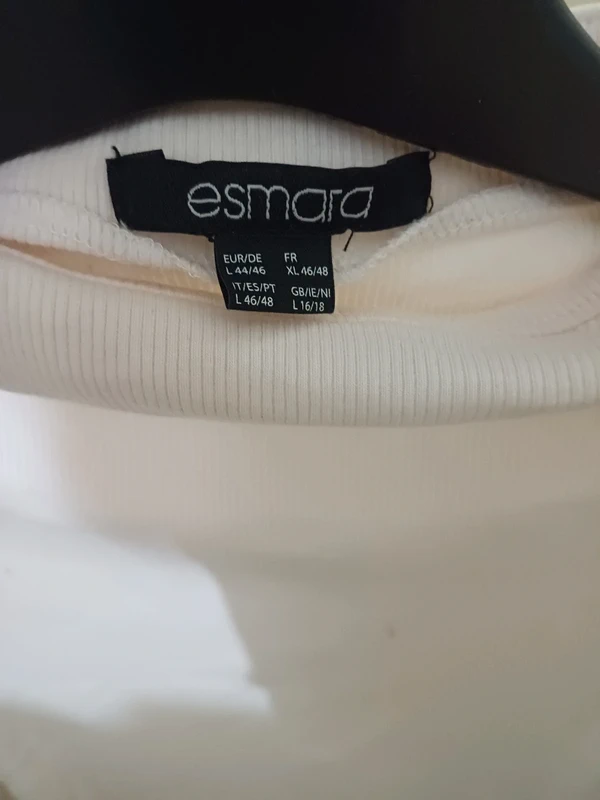 esmara
EUR/DE FR
L 44/46 XL 46/48
IT/ES/PT GB/IE/NI
L 46/48 L 16/18